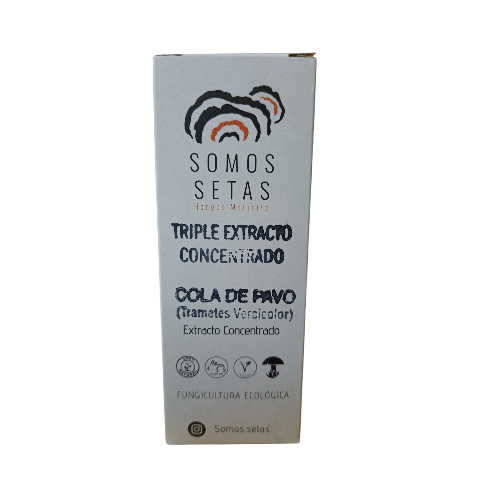 SOMOS
SETAS
TRIPLE EXTRACTO
CONCENTRADO
COLA DE PAVO
(Trametes Versicolor)
Extracto Concentrado
FUNGICULTURA ECOLÓGICA
Somos.setas